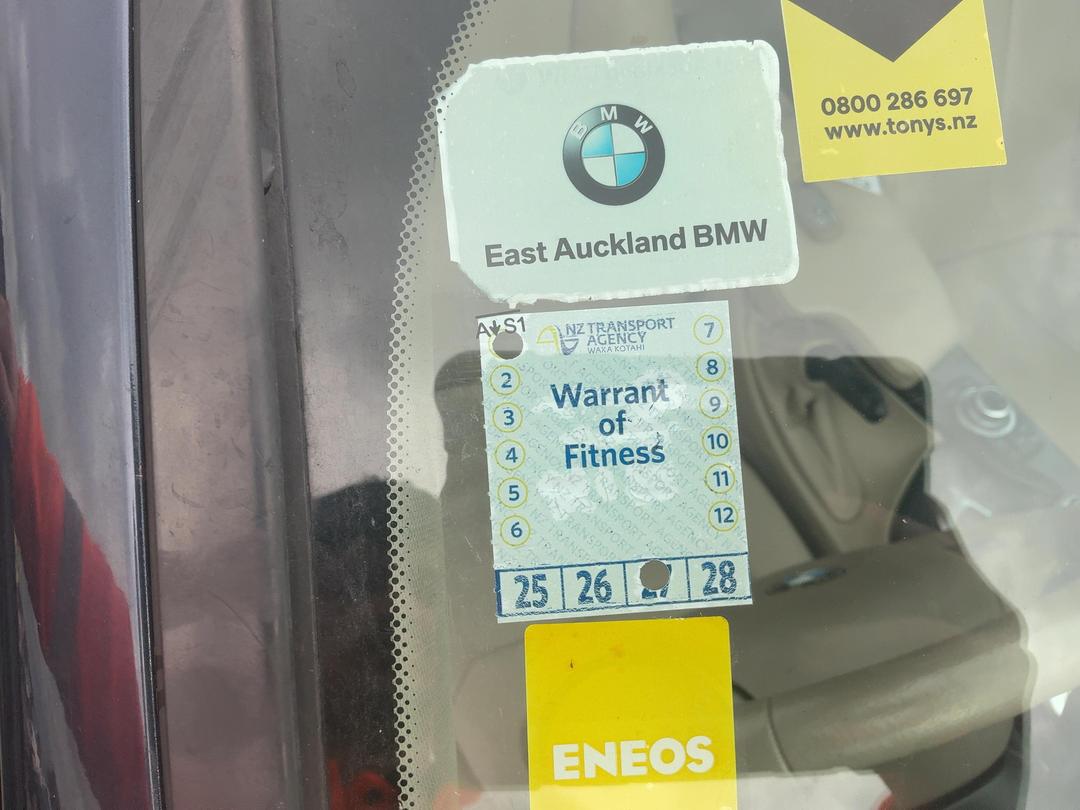 BMW
East Auckland BMW
0800 286 697
www.tonys.nz
A S1
NZ TRANSPORT
AGENCY
WAKA KOTAHI
Warrant
of
Fitness
2
3
4
5
6
7
8
9
10
11
12
25 26 28
ENEOS